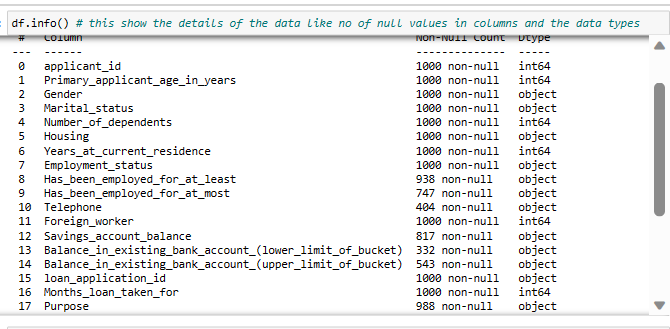 df.info() # this show the details of the data like no of null values in columns and the data types
# Column Non-Null Count Dtype
--- ------ -------------- -----
0 applicant_id 1000 non-null int64
1 Primary_applicant_age_in_years 1000 non-null int64
2 Gender 1000 non-null object
3 Marital_status 1000 non-null object
4 Number_of_dependents 1000 non-null int64
5 Housing 1000 non-null object
6 Years_at_current_residence 1000 non-null int64
7 Employment_status 1000 non-null object
8 Has_been_employed_for_at_least 938 non-null object
9 Has_been_employed_for_at_most 747 non-null object
10 Telephone 404 non-null object
11 Foreign_worker 1000 non-null int64
12 Savings_account_balance 817 non-null object
13 Balance_in_existing_bank_account_(lower_limit_of_bucket) 332 non-null object
14 Balance_in_existing_bank_account_(upper_limit_of_bucket) 543 non-null object
15 loan_application_id 1000 non-null object
16 Months_loan_taken_for 1000 non-null int64
17 Purpose 988 non-null object